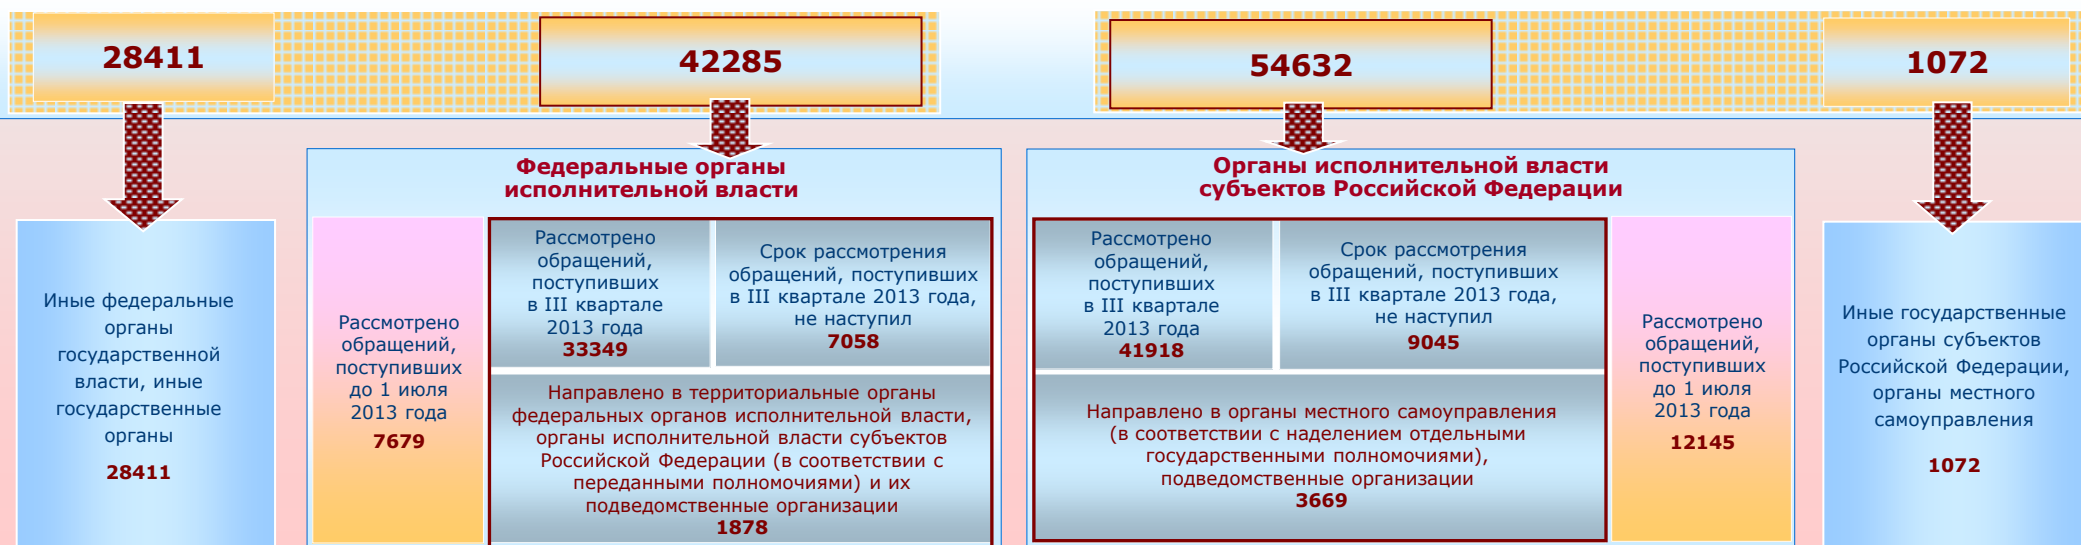 28411
42285
54632
1072
Иные федеральные
органы
государственной
власти, иные
государственные
органы
28411
Федеральные органы
исполнительной власти
Рассмотрено
обращений,
поступивших
до 1 июля
2013 года
7679
Рассмотрено
обращений,
поступивших
в III квартале
2013 года
33349
Срок рассмотрения
обращений, поступивших
в III квартале 2013 года,
не наступил
7058
Направлено в территориальные органы
федеральных органов исполнительной власти,
органы исполнительной власти субъектов
Российской Федерации (в соответствии с
переданными полномочиями) и их
подведомственные организации
1878
Органы исполнительной власти
субъектов Российской Федерации
Рассмотрено
обращений,
поступивших
в III квартале
2013 года
41918
Срок рассмотрения
обращений, поступивших
в III квартале 2013 года,
не наступил
9045
Направлено в органы местного самоуправления
(в соответствии с наделением отдельными
государственными полномочиями),
подведомственные организации
3669
Рассмотрено
обращений,
поступивших
до 1 июля
2013 года
12145
Иные государственные
органы субъектов
Российской Федерации,
органы местного
самоуправления
1072